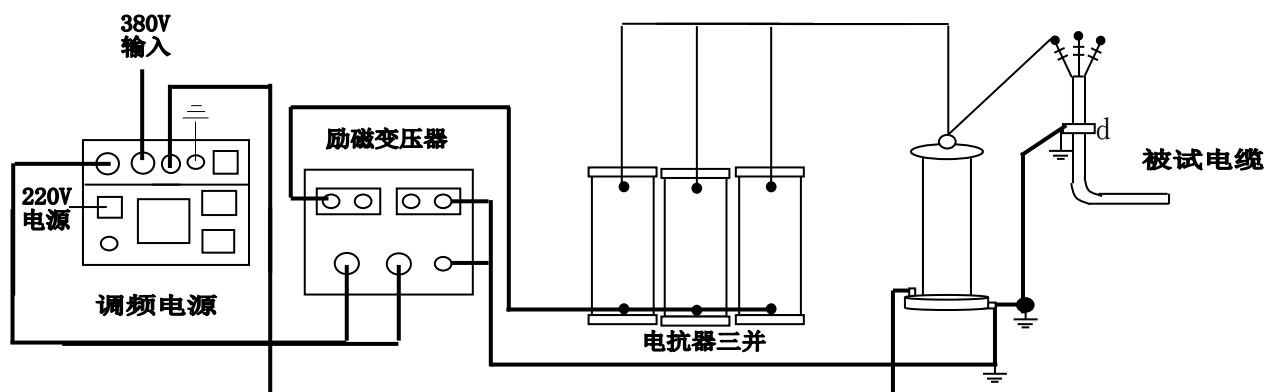 380V
输入
励磁变压器
d
被试电缆
220V
电源
调频电源
电抗器三并